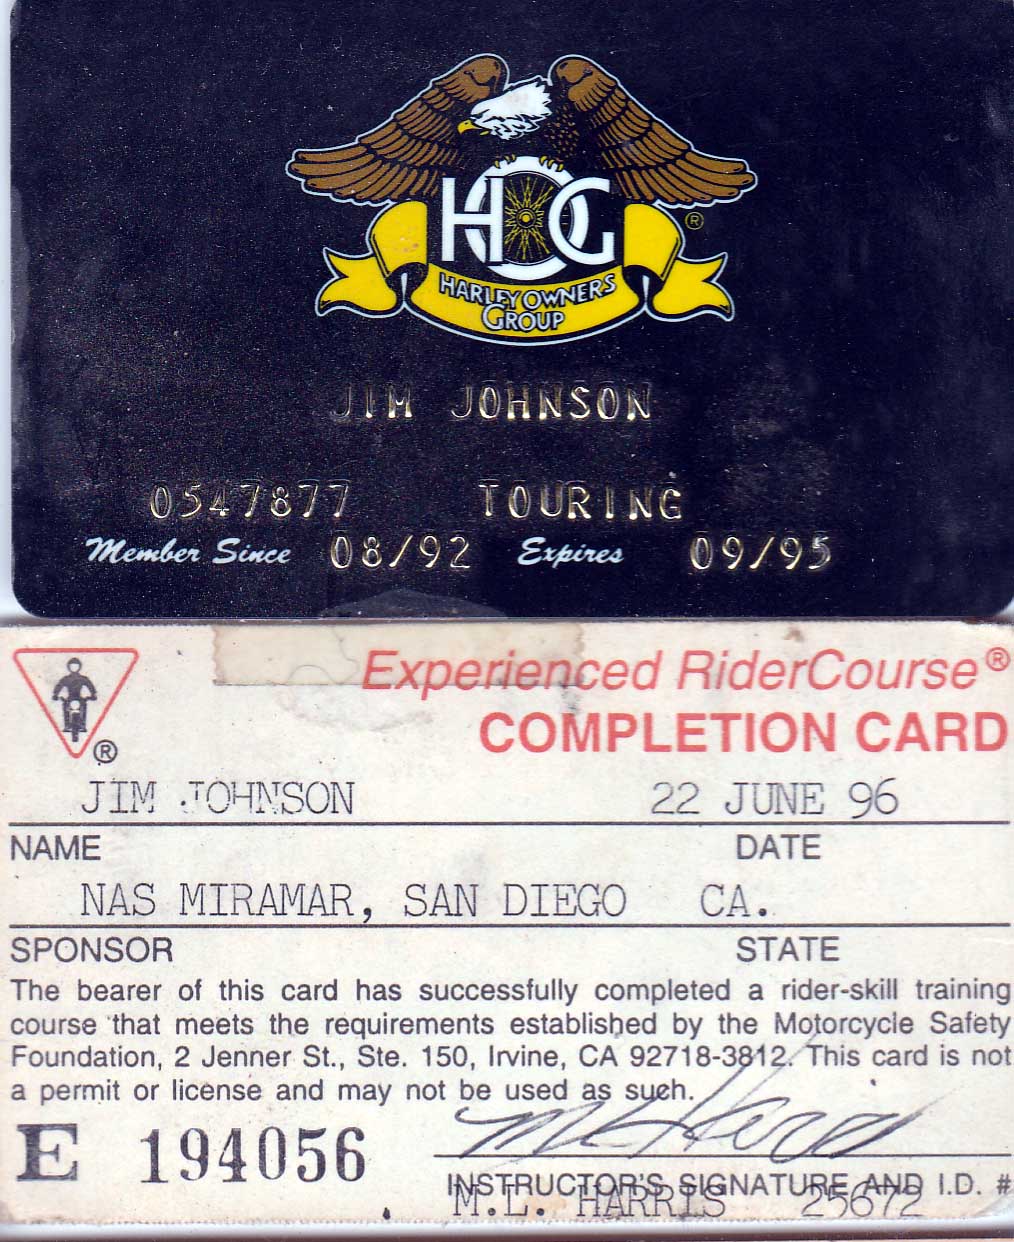 HOG ®
HARLEY OWNERS
GROUP
JIM JOHNSON
0547877 TOURING
Member Since 08/92 Expires 09/95
Experienced RiderCourse®
COMPLETION CARD
®
JIM JOHNSON 22 JUNE 96
NAME DATE
NAS MIRAMAR, SAN DIEGO CA.
SPONSOR STATE
The bearer of this card has successfully completed a rider-skill training
course that meets the requirements established by the Motorcycle Safety
Foundation, 2 Jenner St., Ste. 150, Irvine, CA 92718-3812. This card is not
a permit or license and may not be used as such.
E 194056
INSTRUCTOR'S SIGNATURE AND I.D. #
M.L. HARRIS 25672